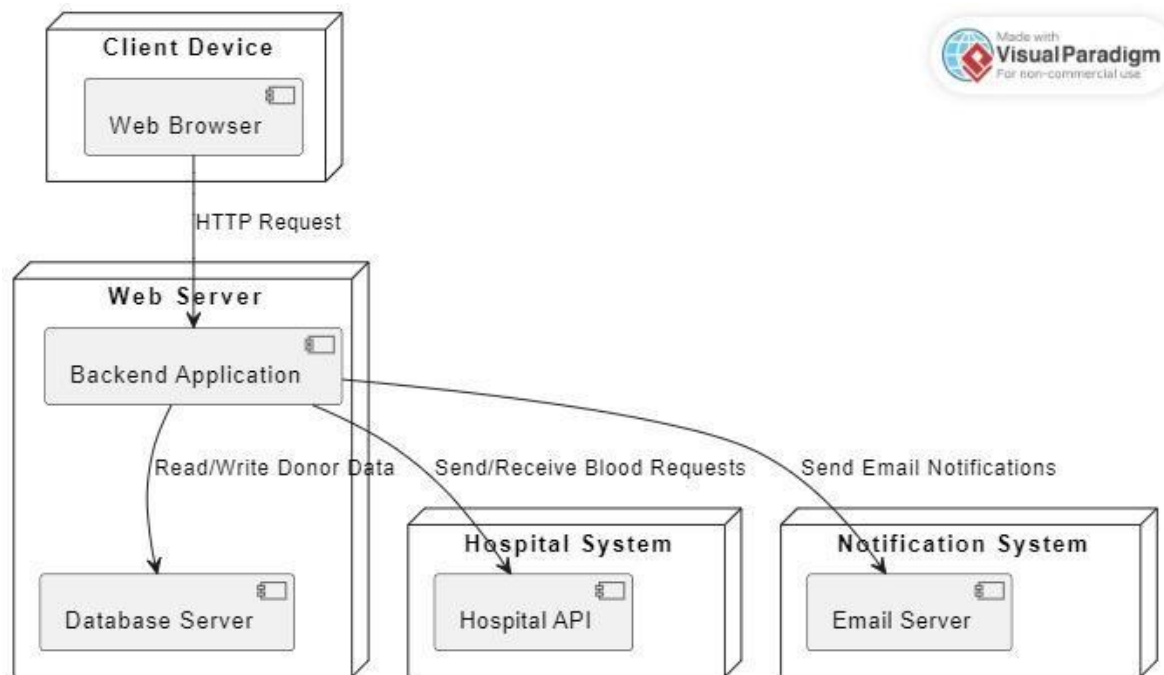 Client Device
Made with
Visual Paradigm
For non-commercial use
Web Browser
HTTP Request
Web Server
Backend Application
Read/Write Donor Data
Send/Receive Blood Requests
Send Email Notifications
Hospital System
Notification System
Database Server
Hospital API
Email Server